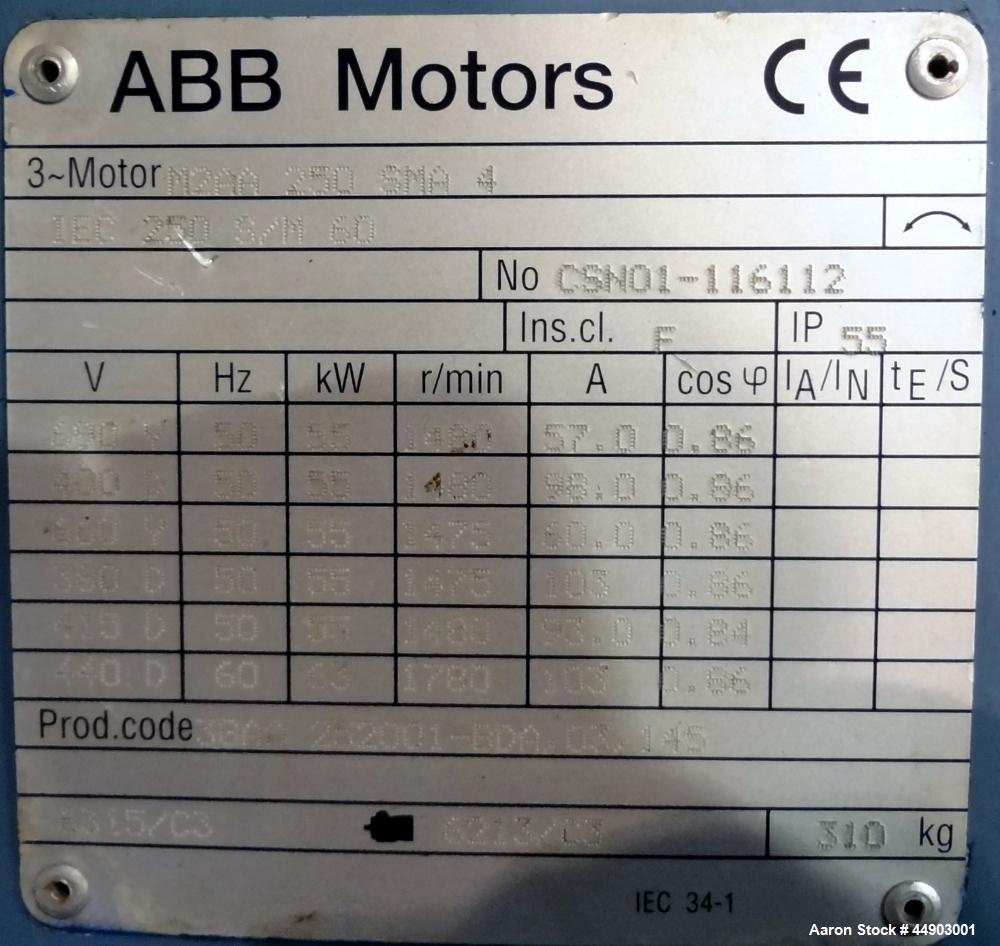 ABB Motors CE
3~Motor M2AA 250 SMA 4
IEC 250 S/M 60
No CSN01-116112
Ins.cl. F IP 55
V Hz kW r/min A cos φ IA/IN tE/S
690 Y 50 55 1480 57.0 0.86
400 D 50 55 1480 98.0 0.86
660 Y 50 55 1475 60.0 0.86
380 D 50 55 1475 103 0.86
415 D 50 55 1480 93.0 0.84
440 D 60 63 1780 103 0.86
Prod.code 3GAA 252001-BDA.03.145
6315/C3 6213/C3 310 kg
IEC 34-1
Aaron Stock # 44903001